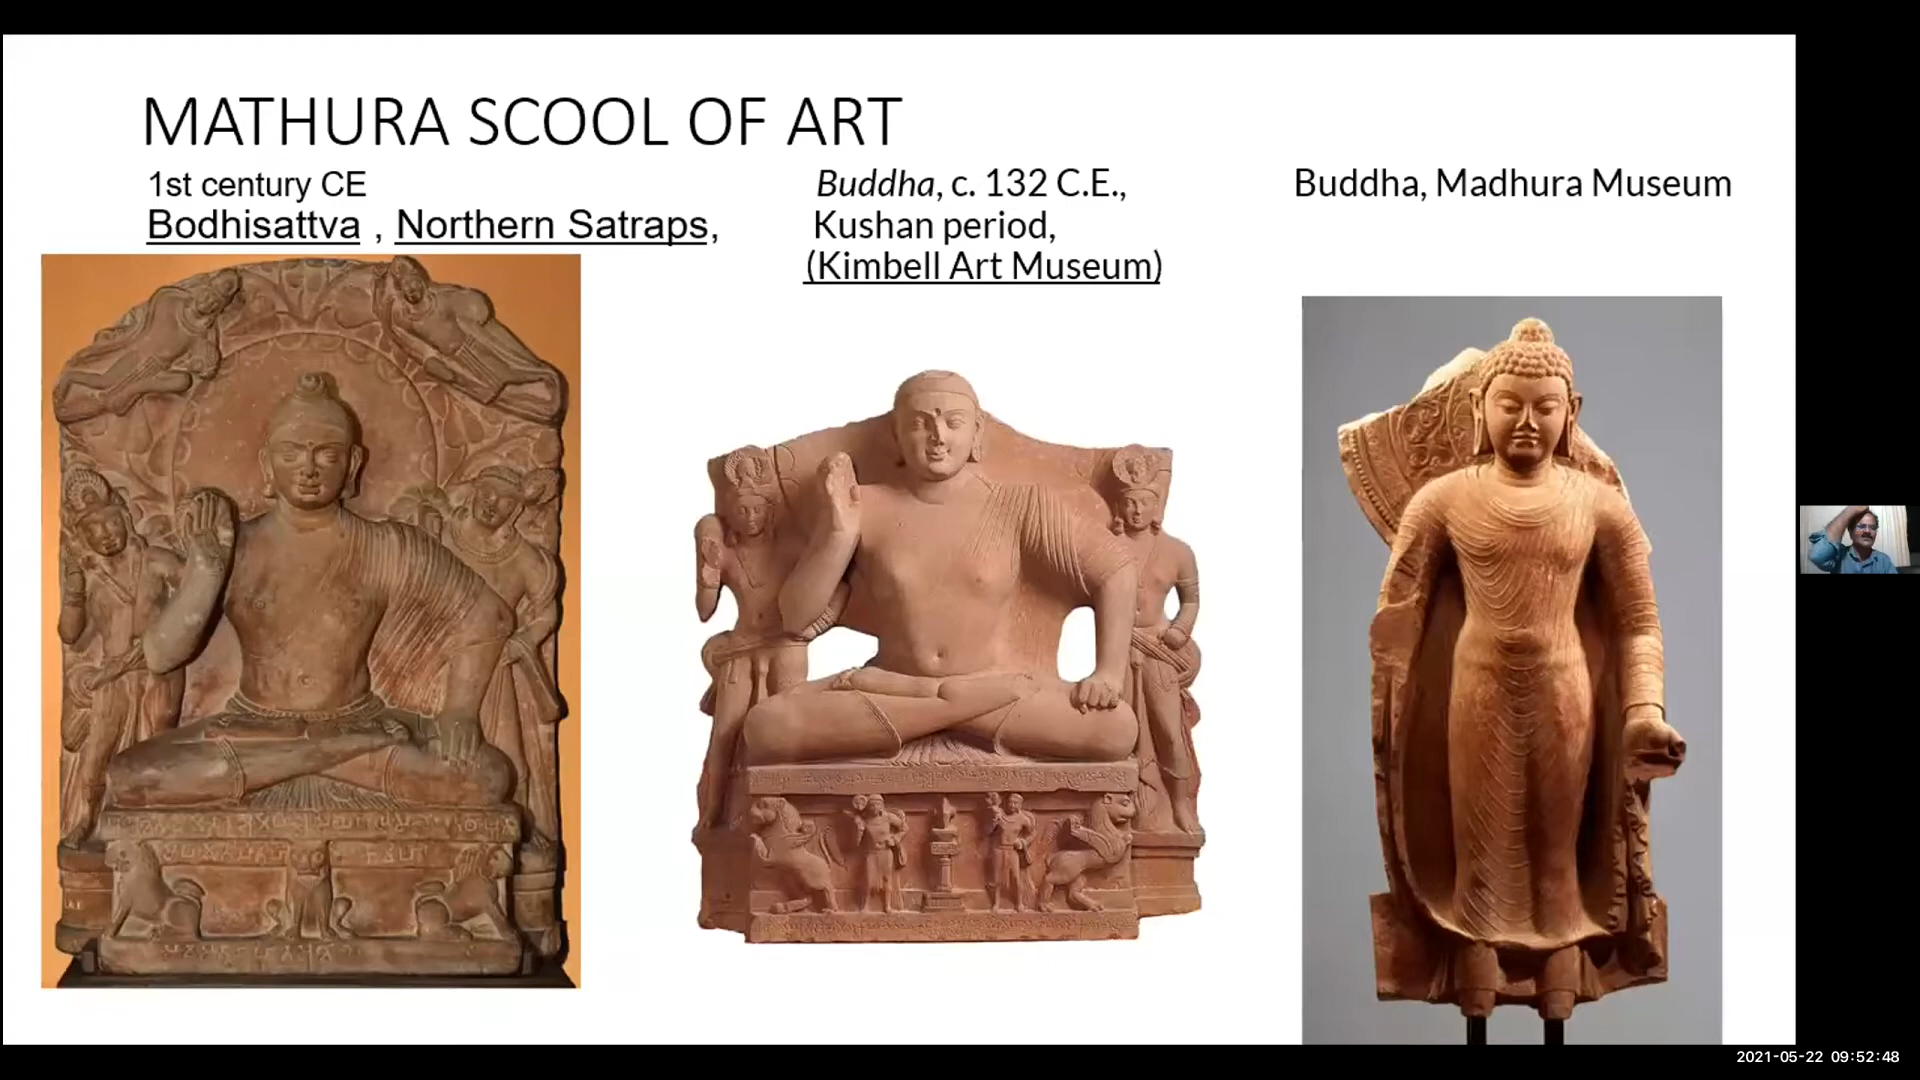 MATHURA SCOOL OF ART
1st century CE
Bodhisattva , Northern Satraps,
Buddha, c. 132 C.E.,
Kushan period,
(Kimbell Art Museum)
Buddha, Madhura Museum
2021-05-22 09:52:48